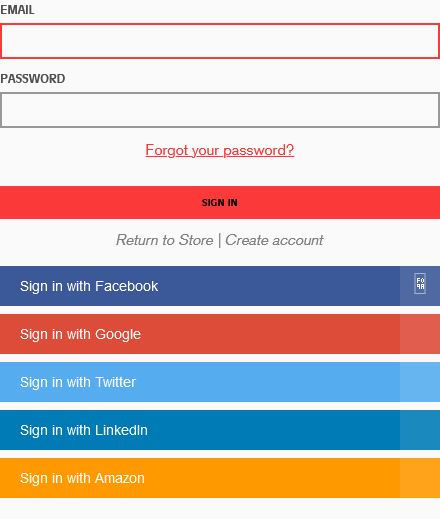 EMAIL
PASSWORD
Forgot your password?
SIGN IN
Return to Store | Create account
Sign in with Facebook
Sign in with Google
Sign in with Twitter
Sign in with LinkedIn
Sign in with Amazon